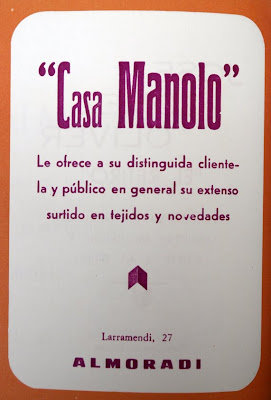 “Casa Manolo”
Le ofrece a su distinguida cliente-
la y público en general su extenso
surtido en tejidos y novedades
Larramendi, 27
ALMORADI